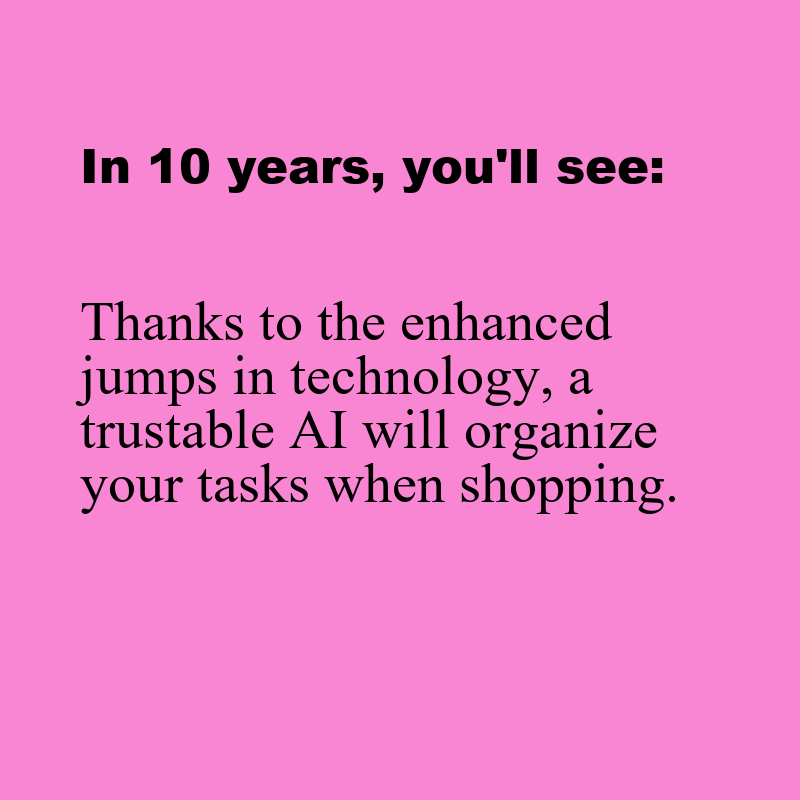 In 10 years, you'll see:
Thanks to the enhanced
jumps in technology, a
trustable AI will organize
your tasks when shopping.